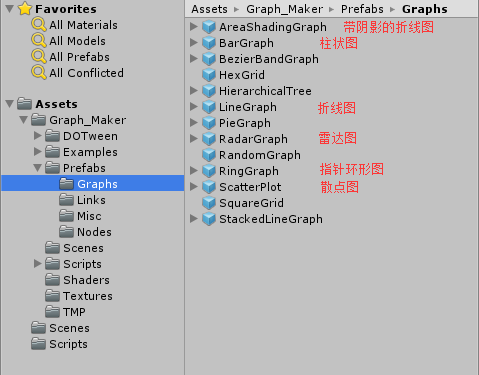 Favorites
All Materials
All Models
All Prefabs
All Conflicted
Assets
Graph_Maker
DOTween
Examples
Prefabs
Graphs
Links
Misc
Nodes
Scenes
Scripts
Shaders
Textures
TMP
Scenes
Scripts
Assets ▸ Graph_Maker ▸ Prefabs ▸ Graphs
AreaShadingGraph 带阴影的折线图
BarGraph 柱状图
BezierBandGraph
HexGrid
HierarchicalTree
LineGraph 折线图
PieGraph
RadarGraph 雷达图
RandomGraph
RingGraph 指针环形图
ScatterPlot 散点图
SquareGrid
StackedLineGraph